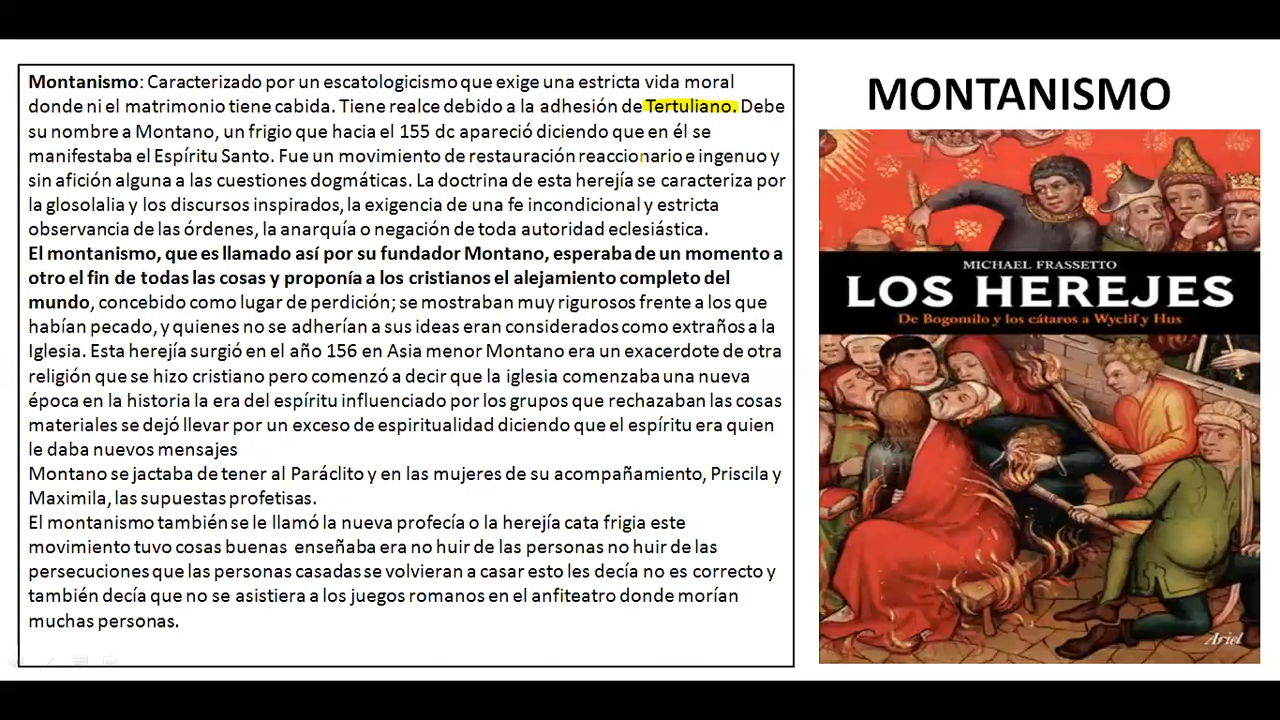 Montanismo: Caracterizado por un escatologicismo que exige una estricta vida moral
donde ni el matrimonio tiene cabida. Tiene realce debido a la adhesión de Tertuliano. Debe
su nombre a Montano, un frigio que hacia el 155 dc apareció diciendo que en él se
manifestaba el Espíritu Santo. Fue un movimiento de restauración reaccionario e ingenuo y
sin afición alguna a las cuestiones dogmáticas. La doctrina de esta herejía se caracteriza por
la glosolalia y los discursos inspirados, la exigencia de una fe incondicional y estricta
observancia de las órdenes, la anarquía o negación de toda autoridad eclesiástica.
El montanismo, que es llamado así por su fundador Montano, esperaba de un momento a
otro el fin de todas las cosas y proponía a los cristianos el alejamiento completo del
mundo, concebido como lugar de perdición; se mostraban muy rigurosos frente a los que
habían pecado, y quienes no se adherían a sus ideas eran considerados como extraños a la
Iglesia. Esta herejía surgió en el año 156 en Asia menor Montano era un exacerdote de otra
religión que se hizo cristiano pero comenzó a decir que la iglesia comenzaba una nueva
época en la historia la era del espíritu influenciado por los grupos que rechazaban las cosas
materiales se dejó llevar por un exceso de espiritualidad diciendo que el espíritu era quien
le daba nuevos mensajes
Montano se jactaba de tener al Paráclito y en las mujeres de su acompañamiento, Priscila y
Maximila, las supuestas profetisas.
El montanismo también se le llamó la nueva profecía o la herejía cata frigia este
movimiento tuvo cosas buenas enseñaba era no huir de las personas no huir de las
persecuciones que las personas casadas se volvieran a casar esto les decía no es correcto y
también decía que no se asistiera a los juegos romanos en el anfiteatro donde morían
muchas personas.
MONTANISMO
MICHAEL FRASSETTO
LOS HEREJES
De Bogomilo y los cátaros a Wyclif y Hus
Ariel